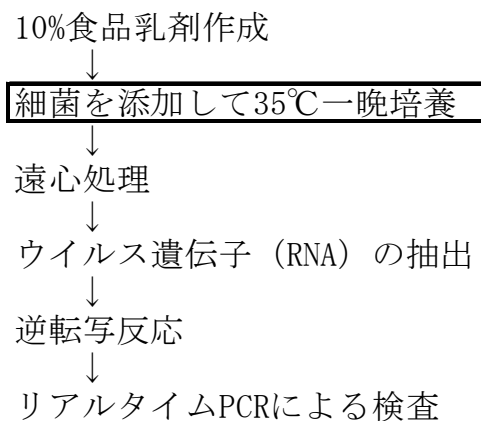 10%食品乳剤作成
↓
細菌を添加して35℃一晩培養
↓
遠心処理
↓
ウイルス遺伝子（RNA）の抽出
↓
逆転写反応
↓
リアルタイムPCRによる検査